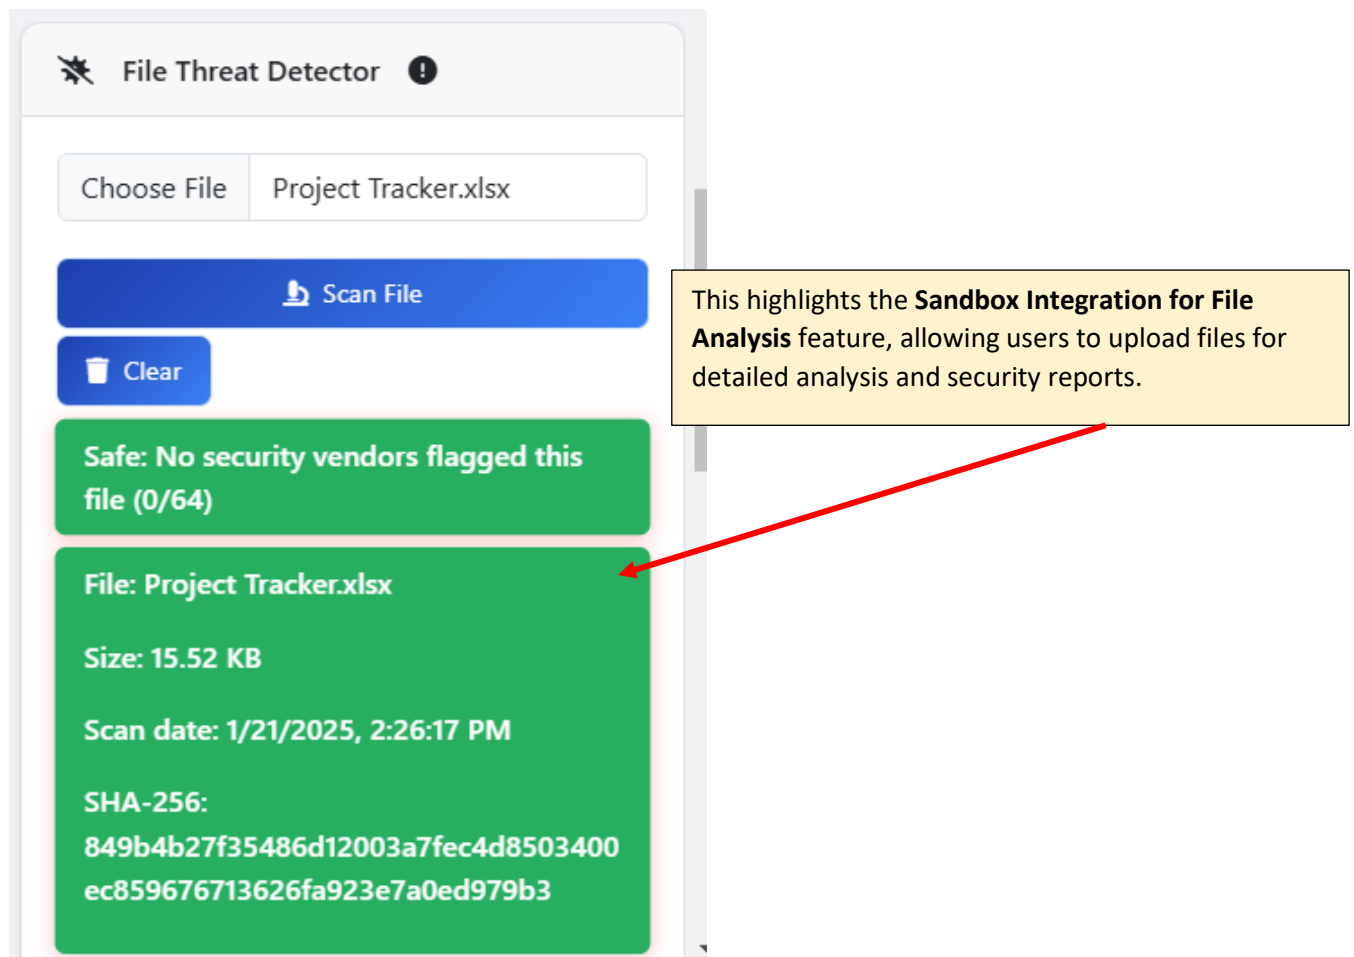 File Threat Detector
Choose File
Project Tracker.xlsx
Scan File
Clear
This highlights the Sandbox Integration for File
Analysis feature, allowing users to upload files for
detailed analysis and security reports.
Safe: No security vendors flagged this
file (0/64)
File: Project Tracker.xlsx
Size: 15.52 KB
Scan date: 1/21/2025, 2:26:17 PM
SHA-256:
849b4b27f35486d12003a7fec4d8503400
ec859676713626fa923e7a0ed979b3